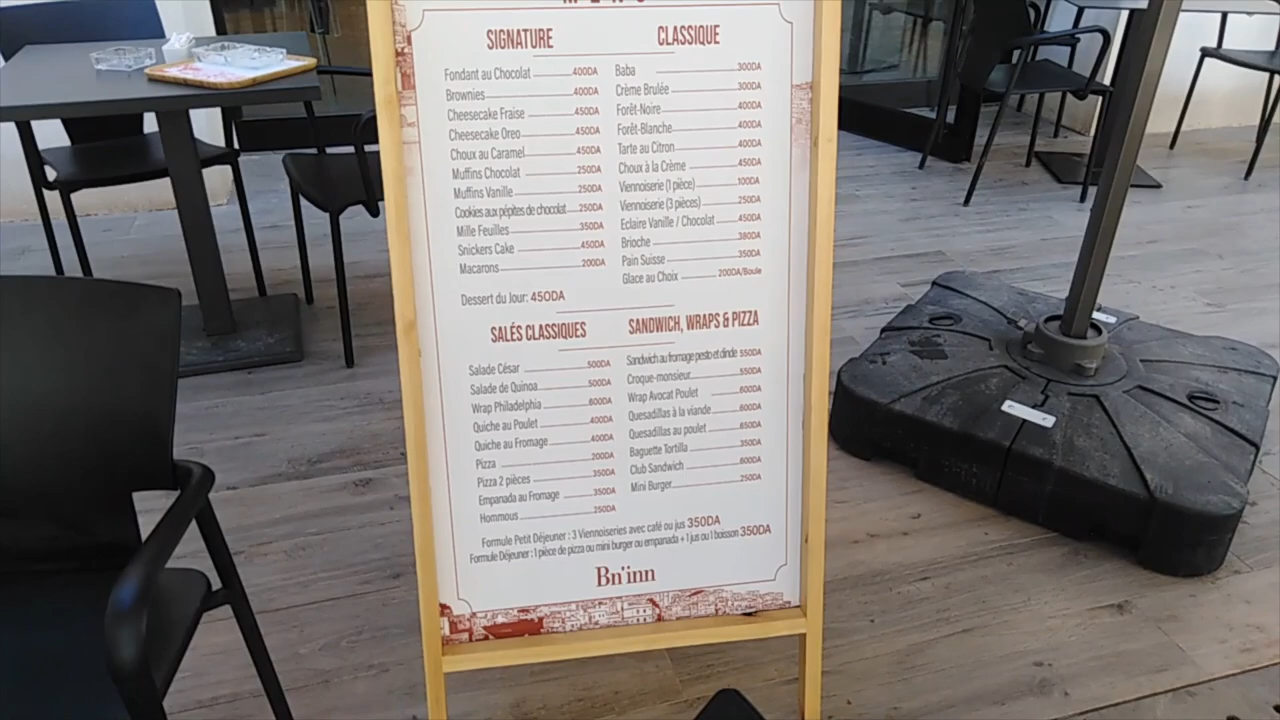 SIGNATURE
Fondant au Chocolat 400DA
Brownies 400DA
Cheesecake Fraise 450DA
Cheesecake Oreo 450DA
Choux au Caramel 450DA
Muffins Chocolat 250DA
Muffins Vanille 250DA
Cookies aux pépites de chocolat 250DA
Mille Feuilles 350DA
Snickers Cake 450DA
Macarons 200DA
Dessert du Jour: 450DA
CLASSIQUE
Baba 300DA
Crème Brulée 300DA
Forêt-Noire 400DA
Forêt-Blanche 400DA
Tarte au Citron 400DA
Choux à la Crème 450DA
Viennoiserie (1 pièce) 100DA
Viennoiserie (3 pièces) 250DA
Eclaire Vanille / Chocolat 450DA
Brioche 380DA
Pain Suisse 350DA
Glace au Choix 200DA/Boule
SALÉS CLASSIQUES
Salade César 500DA
Salade de Quinoa 500DA
Wrap Philadelphia 600DA
Quiche au Poulet 400DA
Quiche au Fromage 400DA
Pizza 200DA
Pizza 2 pièces 350DA
Empanada au Fromage 350DA
Hommous 250DA
SANDWICH, WRAPS & PIZZA
Sandwich au fromage pesto et dinde 550DA
Croque-monsieur 550DA
Wrap Avocat Poulet 600DA
Quesadillas à la viande 600DA
Quesadillas au poulet 650DA
Baguette Tortilla 350DA
Club Sandwich 600DA
Mini Burger 250DA
Formule Petit Déjeuner : 3 Viennoiseries avec café ou jus 350DA
Formule Déjeuner : 1 pièce de pizza ou mini burger ou empanada + 1 jus ou 1 boisson 350DA
Bn'inn